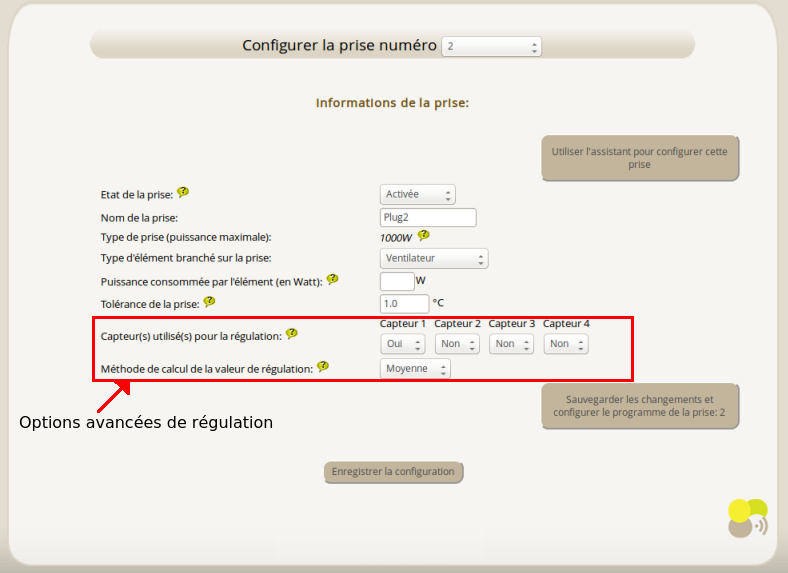 Configurer la prise numéro 2
Informations de la prise:
Utiliser l'assistant pour configurer cette
prise
Etat de la prise: ? Activée
Nom de la prise: Plug2
Type de prise (puissance maximale): 1000W ?
Type d'élément branché sur la prise: Ventilateur
Puissance consommée par l'élément (en Watt): ? W
Tolérance de la prise: ? 1.0 °C
Capteur 1 Capteur 2 Capteur 3 Capteur 4
Capteur(s) utilisé(s) pour la régulation: ? Oui Non Non Non
Méthode de calcul de la valeur de régulation: ? Moyenne
Sauvegarder les changements et
configurer le programme de la prise: 2
Options avancées de régulation
Enregistrer la configuration